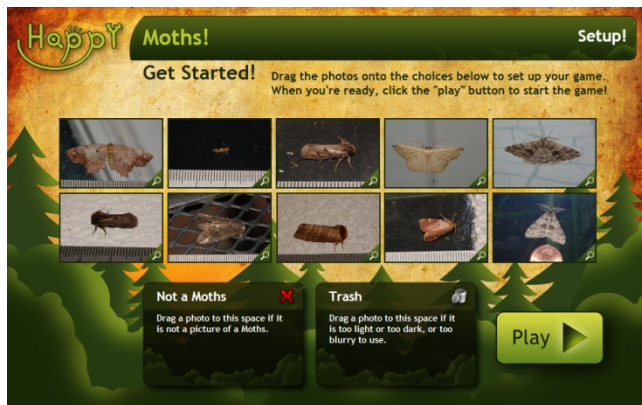 Happy
Moths!
Setup!
Get Started!
Drag the photos onto the choices below to set up your game.
When you're ready, click the "play" button to start the game!
Not a Moths
Drag a photo to this space if it
is not a picture of a Moths.
Trash
Drag a photo to this space if it
is too light or too dark, or too
blurry to use.
Play